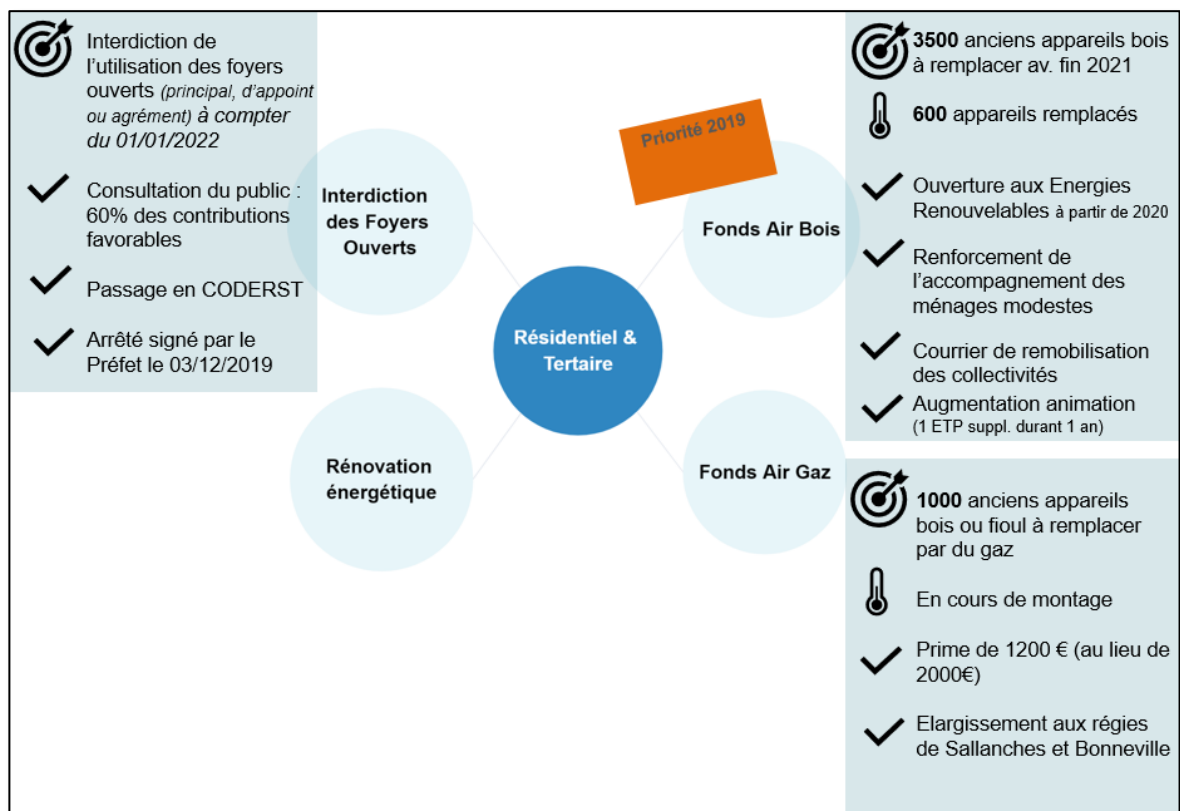 Interdiction de
l'utilisation des foyers
ouverts (principal, d'appoint
ou agrément) à compter
du 01/01/2022
Consultation du public :
60% des contributions
favorables
Passage en CODERST
Arrêté signé par le
Préfet le 03/12/2019
Interdiction
des Foyers
Ouverts
Priorité 2019
Fonds Air Bois
Résidentiel &
Tertaire
Rénovation
énergétique
Fonds Air Gaz
3500 anciens appareils bois
à remplacer av. fin 2021
600 appareils remplacés
Ouverture aux Energies
Renouvelables à partir de 2020
Renforcement de
l'accompagnement des
ménages modestes
Courrier de remobilisation
des collectivités
Augmentation animation
(1 ETP suppl. durant 1 an)
1000 anciens appareils
bois ou fioul à remplacer
par du gaz
En cours de montage
Prime de 1200 € (au lieu de
2000€)
Elargissement aux régies
de Sallanches et Bonneville